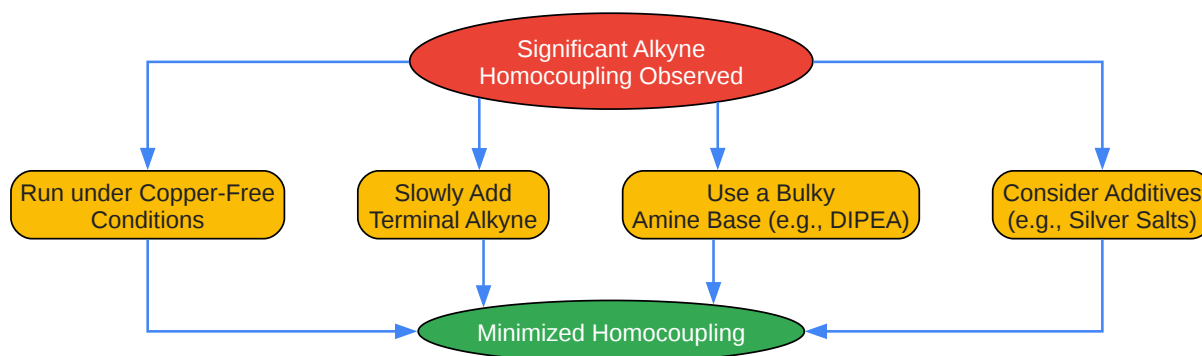 Significant Alkyne
Homocoupling Observed
Run under Copper-Free
Conditions
Slowly Add
Terminal Alkyne
Use a Bulky
Amine Base (e.g., DIPEA)
Consider Additives
(e.g., Silver Salts)
Minimized Homocoupling